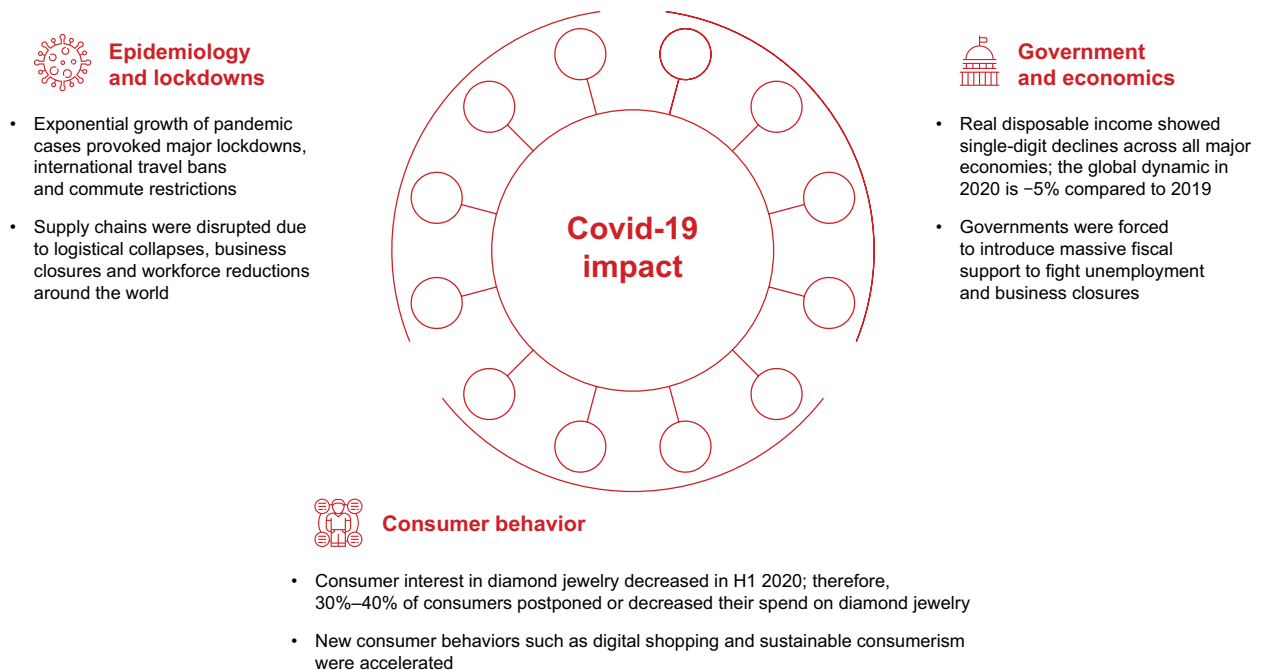 Epidemiology
and lockdowns
• Exponential growth of pandemic
cases provoked major lockdowns,
international travel bans
and commute restrictions
• Supply chains were disrupted due
to logistical collapses, business
closures and workforce reductions
around the world
Covid-19
impact
Government
and economics
• Real disposable income showed
single-digit declines across all major
economies; the global dynamic in
2020 is −5% compared to 2019
• Governments were forced
to introduce massive fiscal
support to fight unemployment
and business closures
Consumer behavior
• Consumer interest in diamond jewelry decreased in H1 2020; therefore,
30%–40% of consumers postponed or decreased their spend on diamond jewelry
• New consumer behaviors such as digital shopping and sustainable consumerism
were accelerated